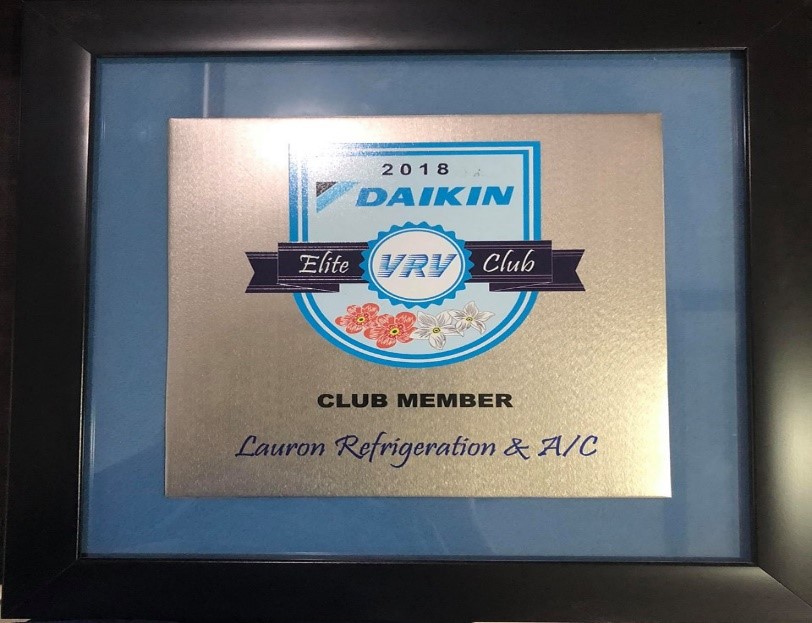 2018
DAIKIN
Elite VRV Club
CLUB MEMBER
Lauron Refrigeration & A/C